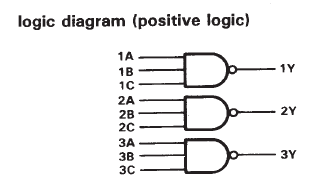 logic diagram (positive logic)
1A
1B
1C
1Y
2A
2B
2C
2Y
3A
3B
3C
3Y